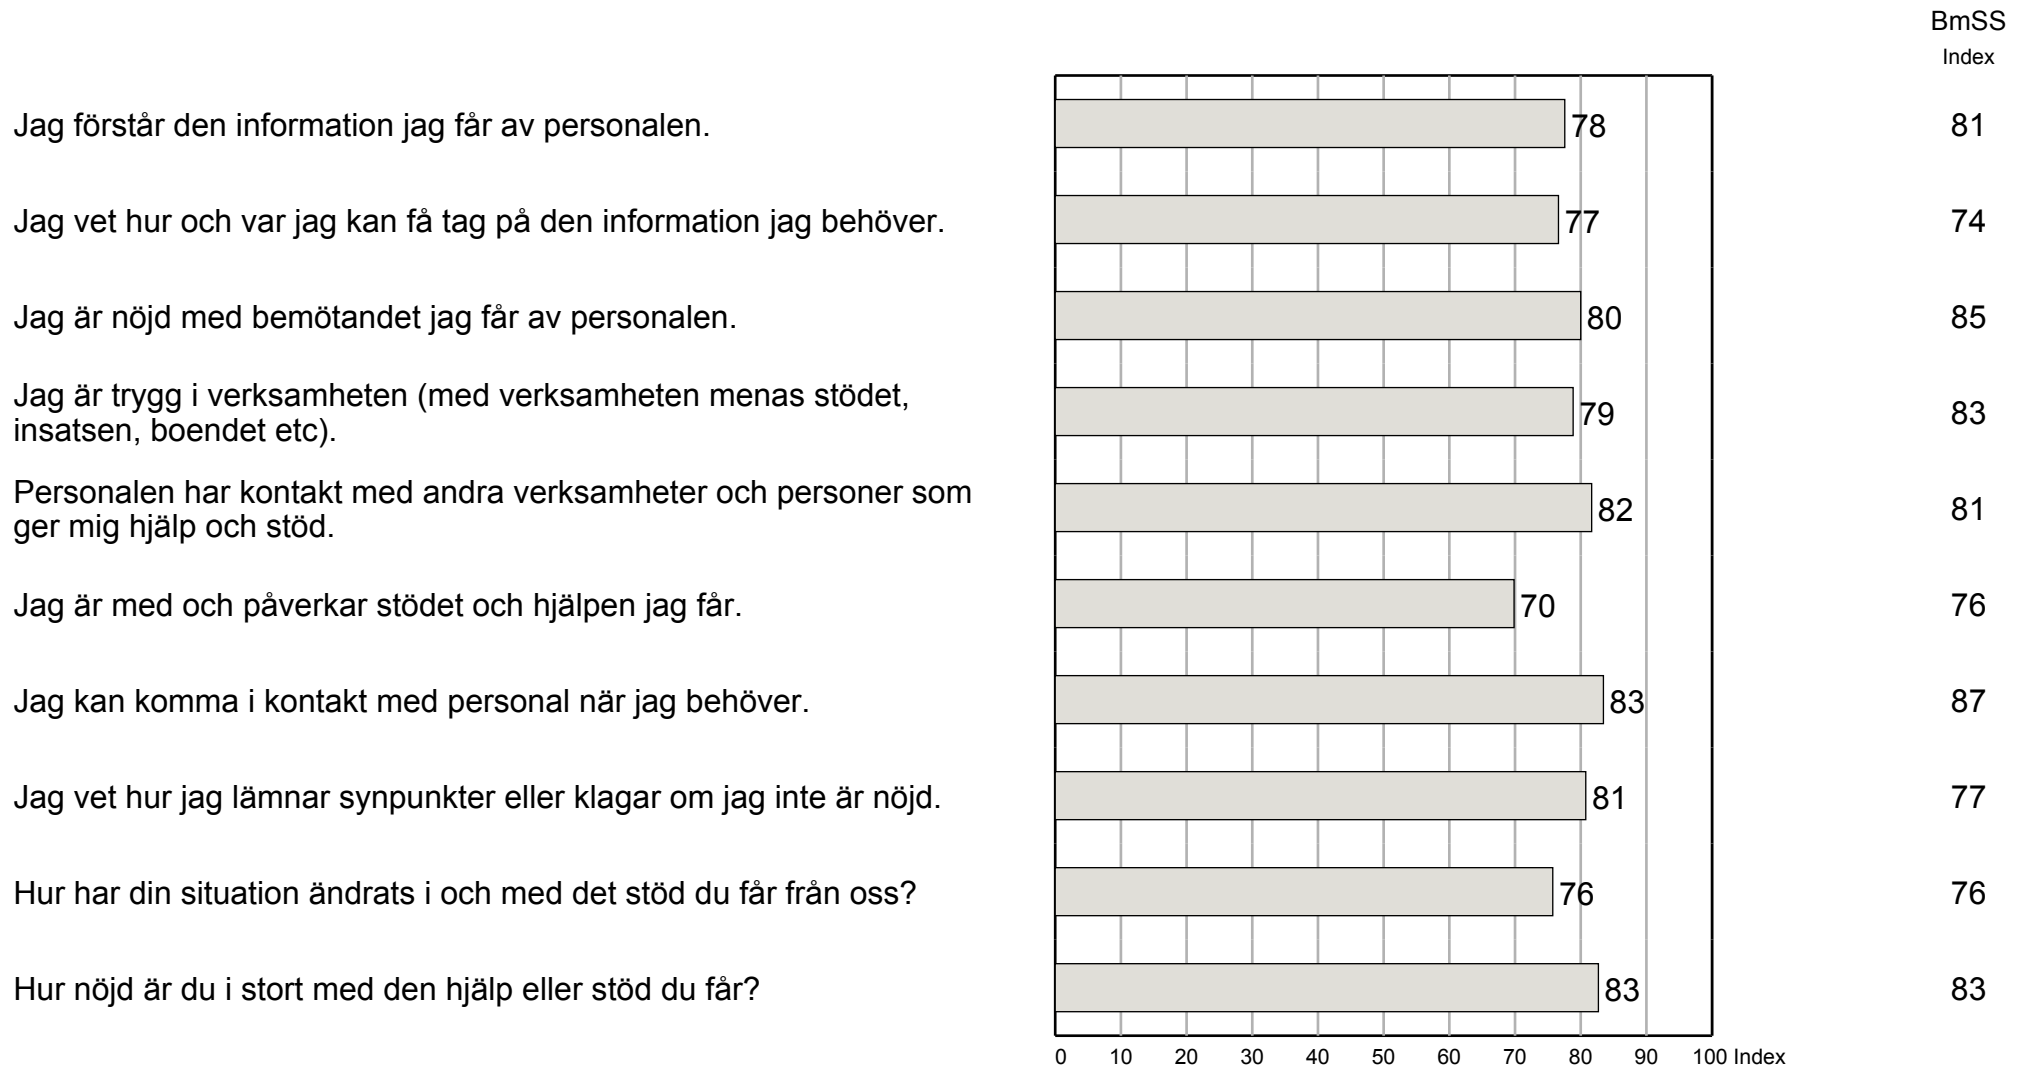 BmSS
Index
Jag förstår den information jag får av personalen. 78 81
Jag vet hur och var jag kan få tag på den information jag behöver. 77 74
Jag är nöjd med bemötandet jag får av personalen. 80 85
Jag är trygg i verksamheten (med verksamheten menas stödet,
insatsen, boendet etc). 79 83
Personalen har kontakt med andra verksamheter och personer som
ger mig hjälp och stöd. 82 81
Jag är med och påverkar stödet och hjälpen jag får. 70 76
Jag kan komma i kontakt med personal när jag behöver. 83 87
Jag vet hur jag lämnar synpunkter eller klagar om jag inte är nöjd. 81 77
Hur har din situation ändrats i och med det stöd du får från oss? 76 76
Hur nöjd är du i stort med den hjälp eller stöd du får? 83 83
0 10 20 30 40 50 60 70 80 90 100 Index